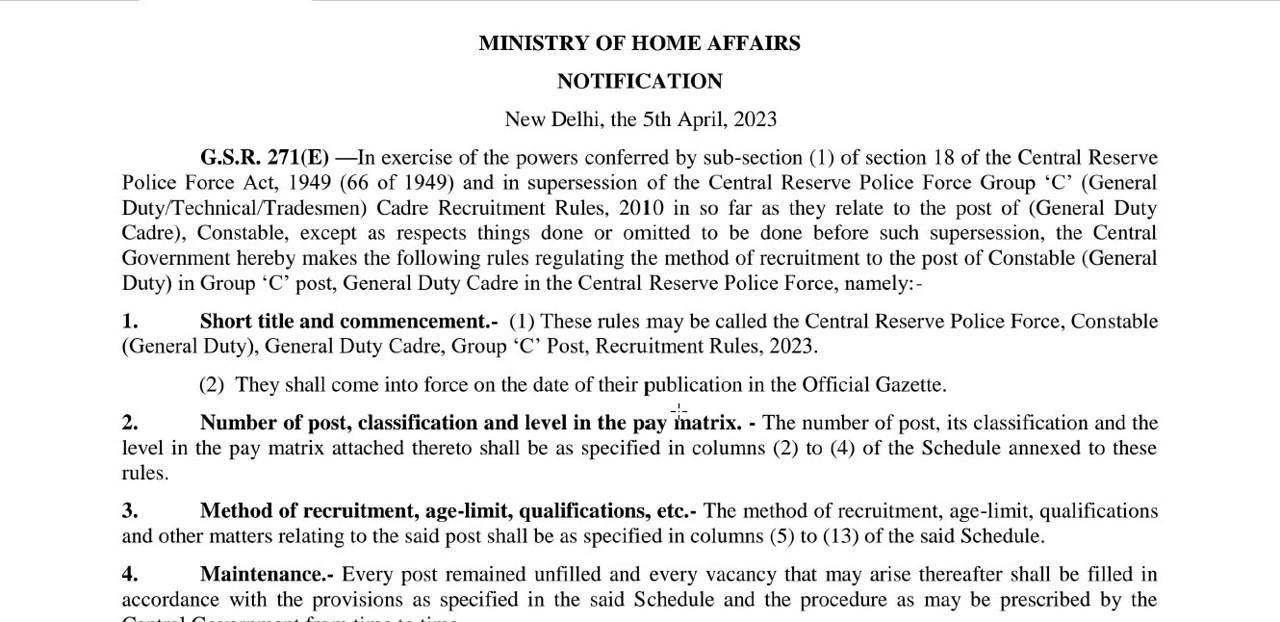 MINISTRY OF HOME AFFAIRS
NOTIFICATION
New Delhi, the 5th April, 2023
G.S.R. 271(E) —In exercise of the powers conferred by sub-section (1) of section 18 of the Central Reserve
Police Force Act, 1949 (66 of 1949) and in supersession of the Central Reserve Police Force Group ‘C’ (General
Duty/Technical/Tradesmen) Cadre Recruitment Rules, 2010 in so far as they relate to the post of (General Duty
Cadre), Constable, except as respects things done or omitted to be done before such supersession, the Central
Government hereby makes the following rules regulating the method of recruitment to the post of Constable (General
Duty) in Group ‘C’ post, General Duty Cadre in the Central Reserve Police Force, namely:-
1. Short title and commencement.- (1) These rules may be called the Central Reserve Police Force, Constable
(General Duty), General Duty Cadre, Group ‘C’ Post, Recruitment Rules, 2023.
(2) They shall come into force on the date of their publication in the Official Gazette.
2. Number of post, classification and level in the pay matrix. - The number of post, its classification and the
level in the pay matrix attached thereto shall be as specified in columns (2) to (4) of the Schedule annexed to these
rules.
3. Method of recruitment, age-limit, qualifications, etc.- The method of recruitment, age-limit, qualifications
and other matters relating to the said post shall be as specified in columns (5) to (13) of the said Schedule.
4. Maintenance.- Every post remained unfilled and every vacancy that may arise thereafter shall be filled in
accordance with the provisions as specified in the said Schedule and the procedure as may be prescribed by the